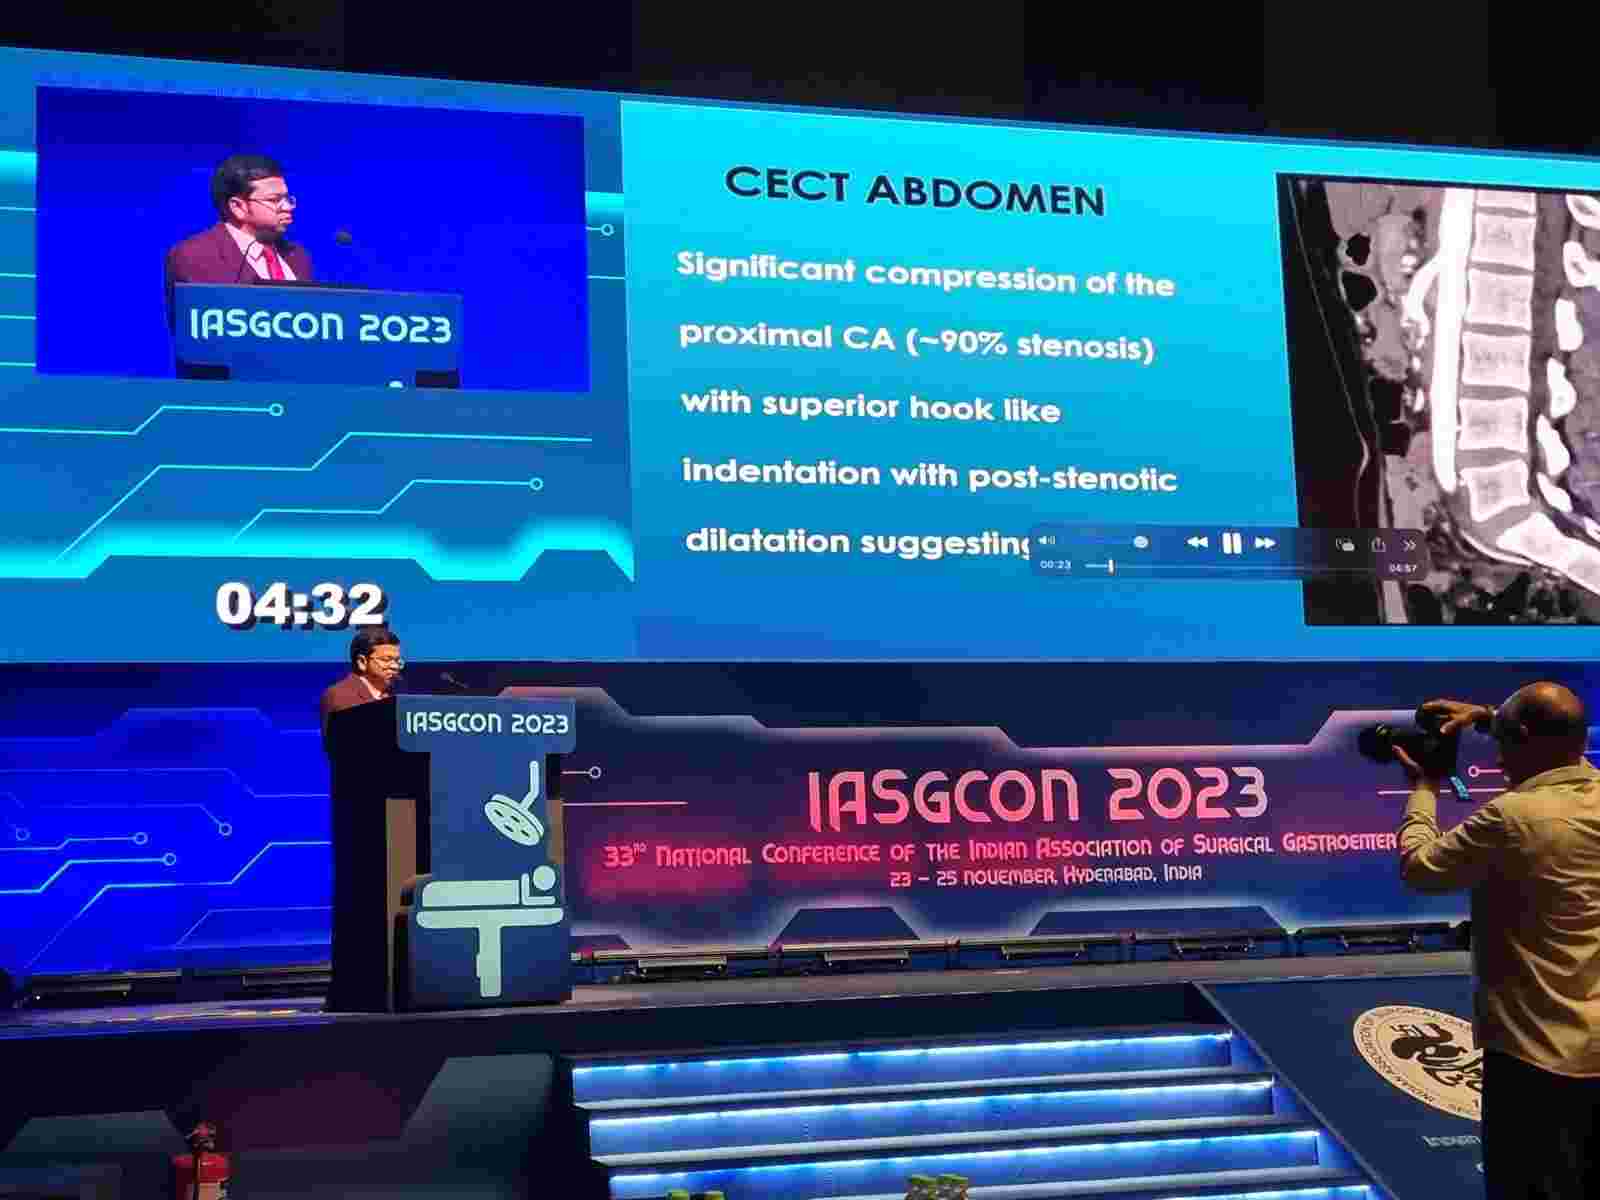 CECT ABDOMEN
Significant compression of the
proximal CA (~90% stenosis)
with superior hook like
indentation with post-stenotic
dilatation suggesting
00:23
04:57
IASGCON 2023
04:32
IASGCON 2023
IASGCON 2023
33RD NATIONAL CONFERENCE OF THE INDIAN ASSOCIATION OF SURGICAL GASTROENTER
23 – 25 NOVEMBER, HYDERABAD, INDIA